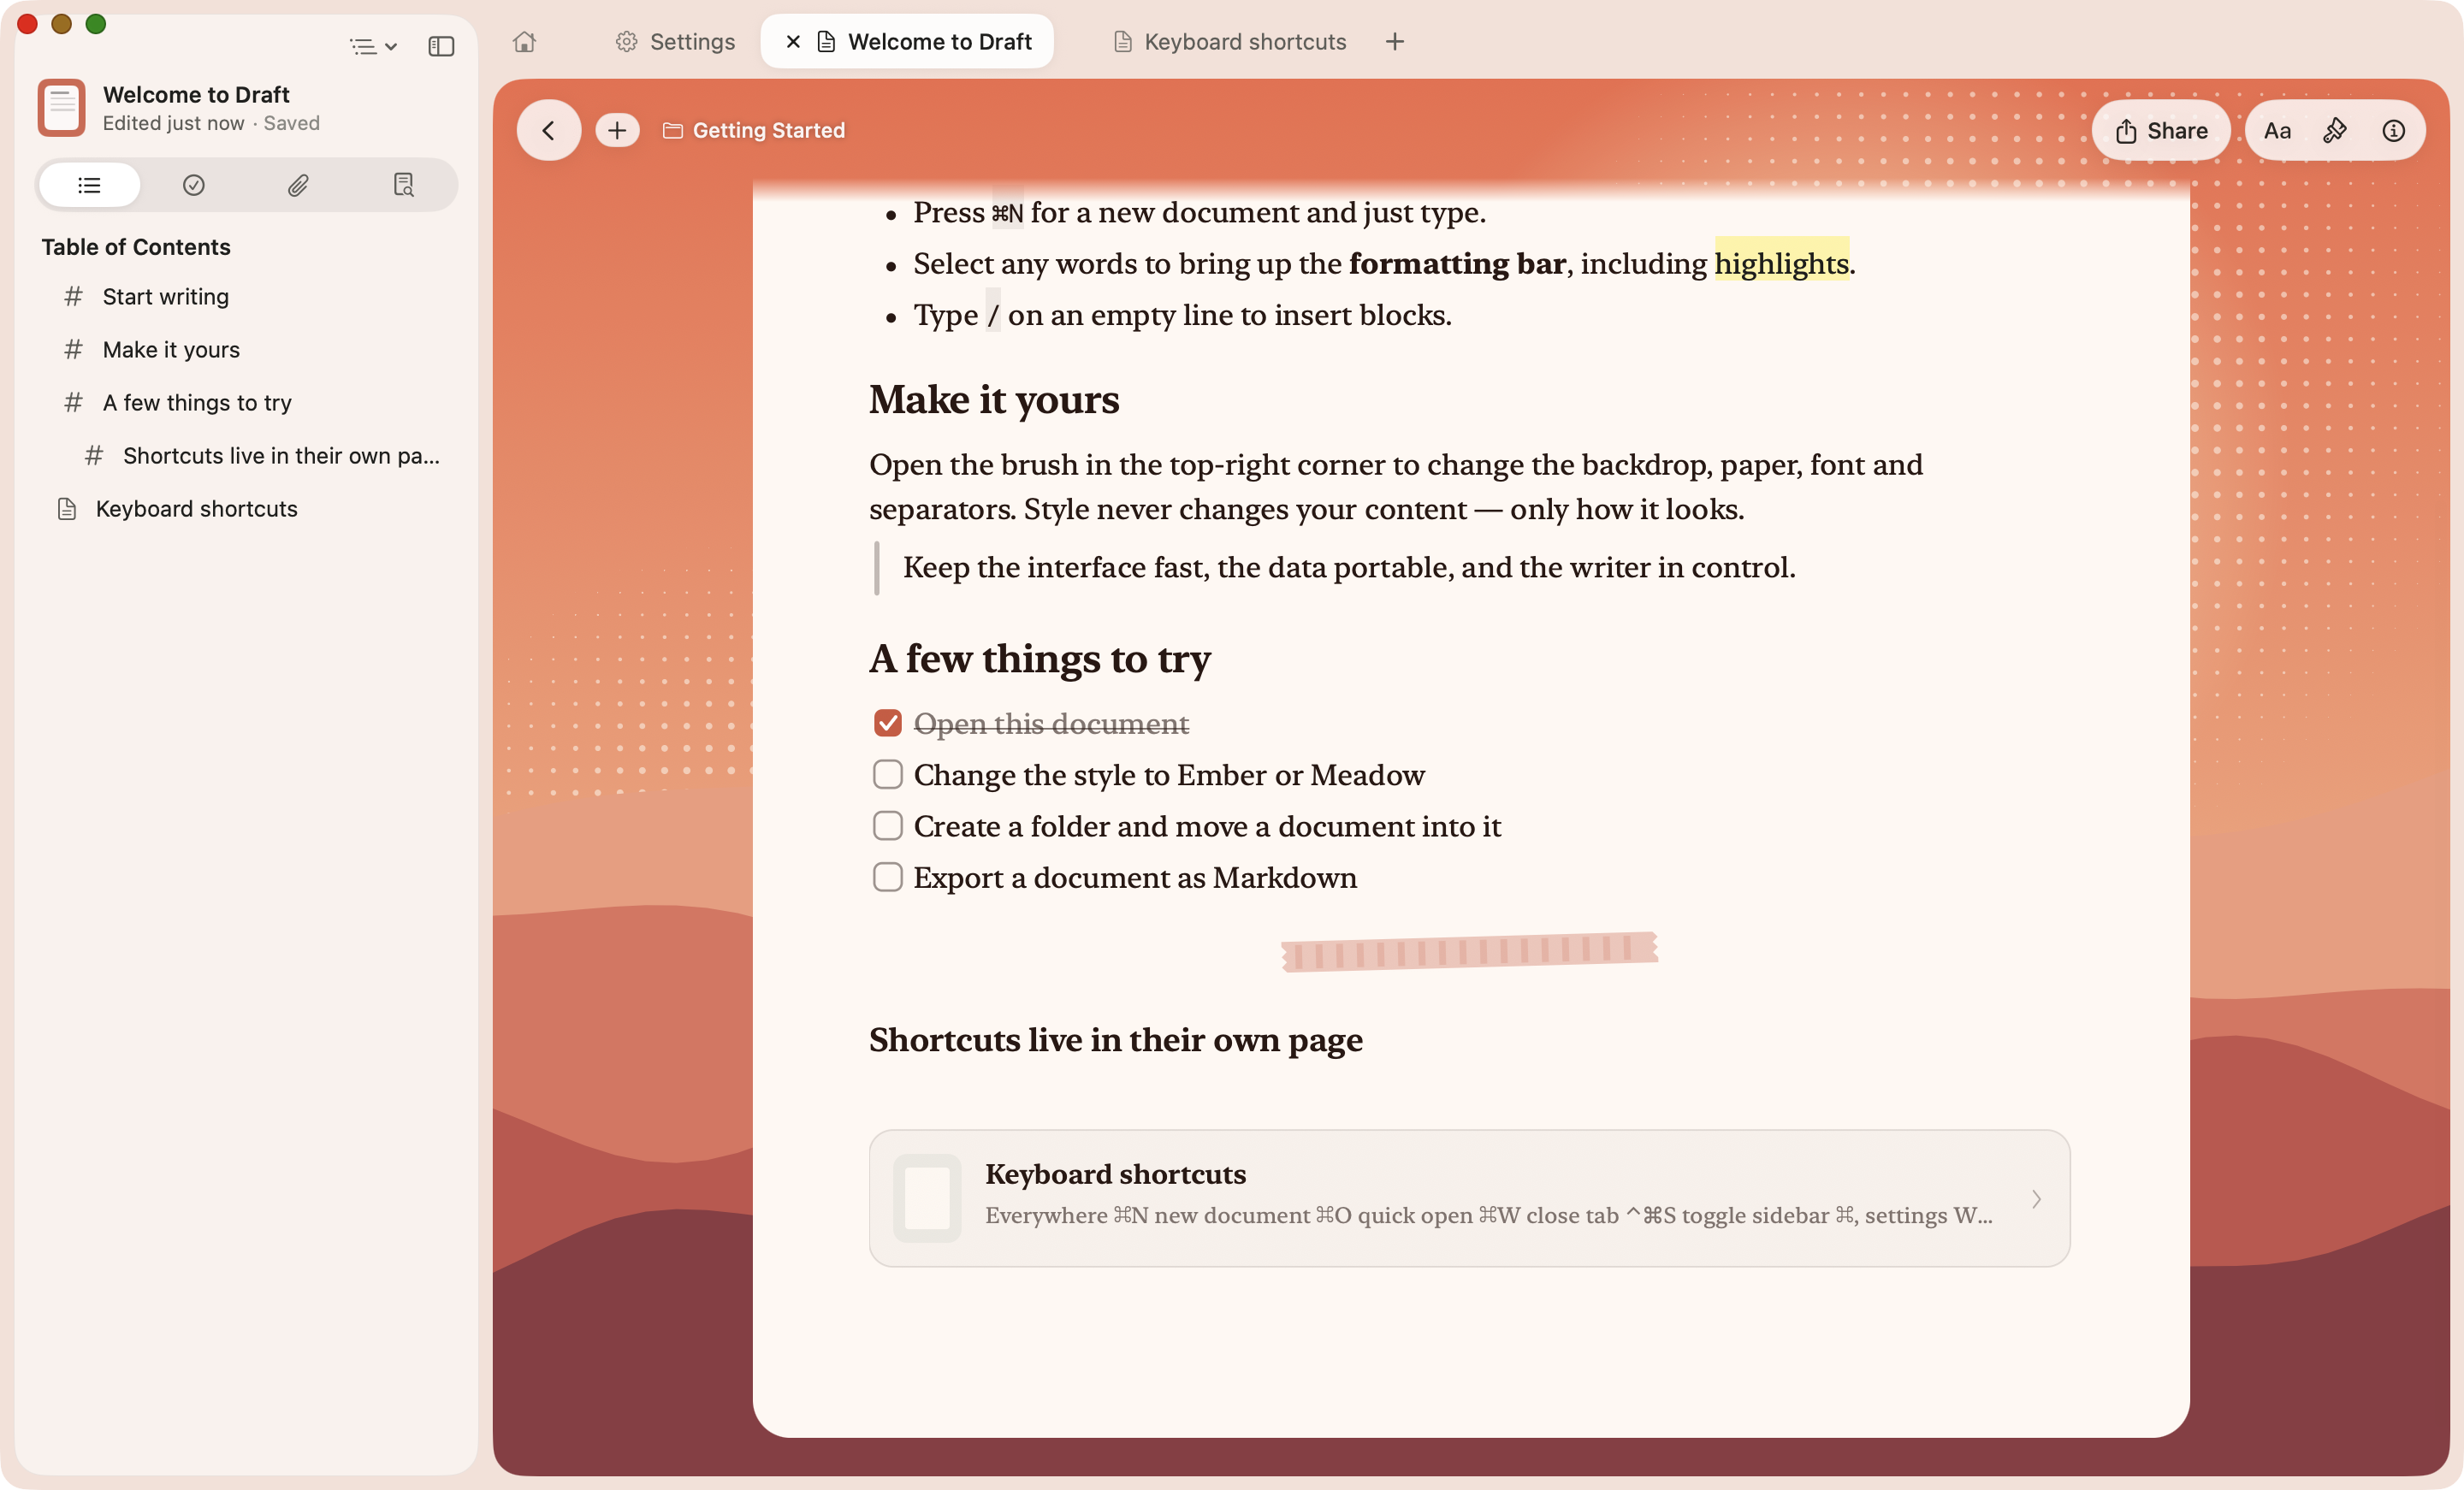 Settings
Welcome to Draft
Keyboard shortcuts
Welcome to Draft
Edited just now · Saved
Table of Contents
# Start writing
# Make it yours
# A few things to try
# Shortcuts live in their own pa...
Keyboard shortcuts
Getting Started
Share
Aa
• Press ⌘N for a new document and just type.
• Select any words to bring up the formatting bar, including highlights.
• Type / on an empty line to insert blocks.
Make it yours
Open the brush in the top-right corner to change the backdrop, paper, font and
separators. Style never changes your content — only how it looks.
Keep the interface fast, the data portable, and the writer in control.
A few things to try
Open this document
Change the style to Ember or Meadow
Create a folder and move a document into it
Export a document as Markdown
Shortcuts live in their own page
Keyboard shortcuts
Everywhere ⌘N new document ⌘O quick open ⌘W close tab ^⌘S toggle sidebar ⌘, settings W...